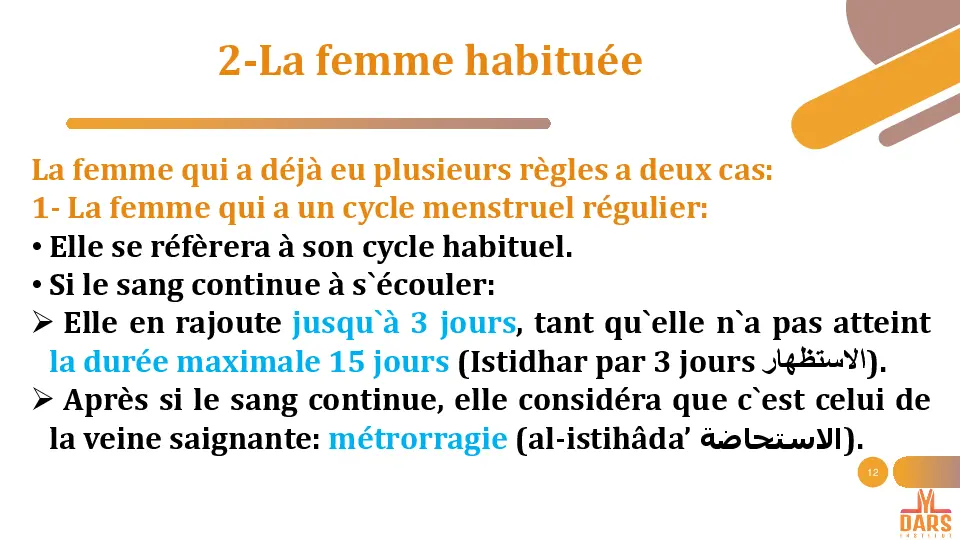 2-La femme habituée
La femme qui a déjà eu plusieurs règles a deux cas:
1- La femme qui a un cycle menstruel régulier:
• Elle se réfèrera à son cycle habituel.
• Si le sang continue à s`écouler:
➢ Elle en rajoute jusqu`à 3 jours, tant qu`elle n`a pas atteint
la durée maximale 15 jours (Istidhar par 3 jours الاستظهار).
➢ Après si le sang continue, elle considéra que c`est celui de
la veine saignante: métrorragie (al-istihâda’ الاستحاضة).
12
DARS
INSTITUT